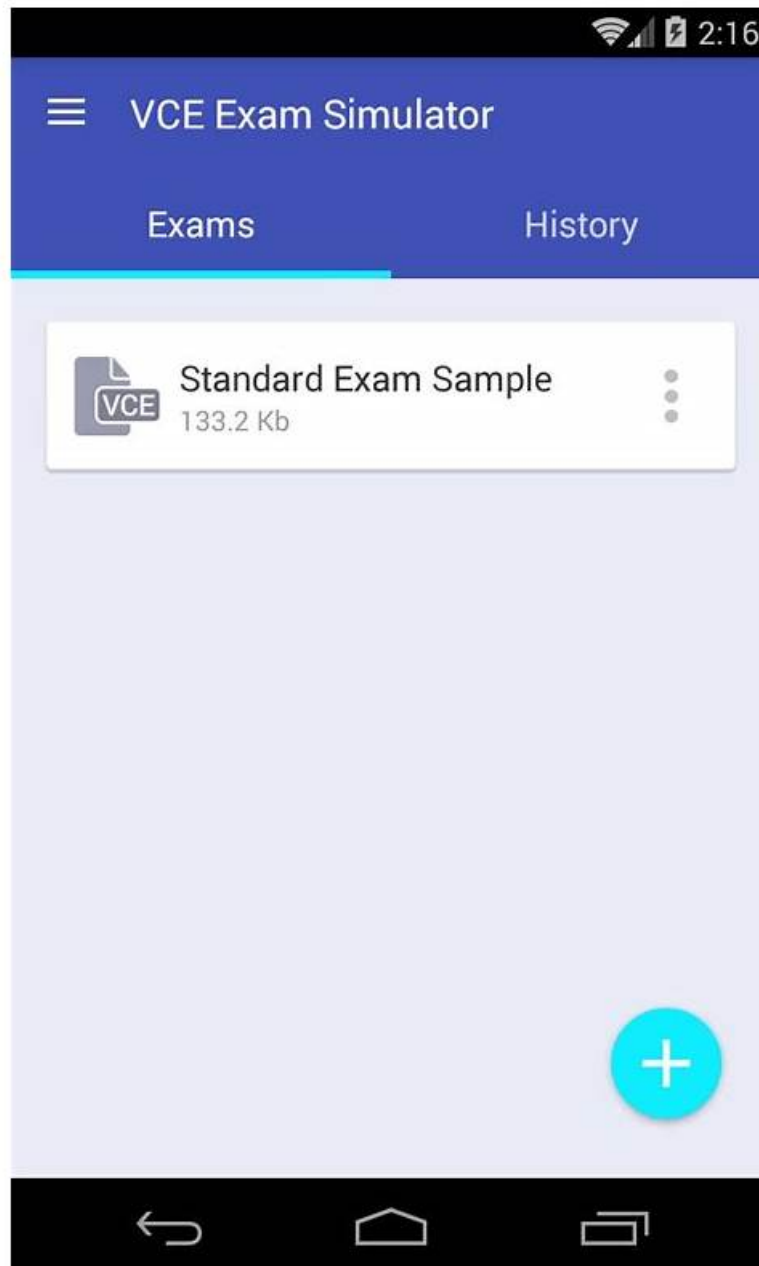 2:16
VCE Exam Simulator
Exams History
VCE
Standard Exam Sample
133.2 Kb